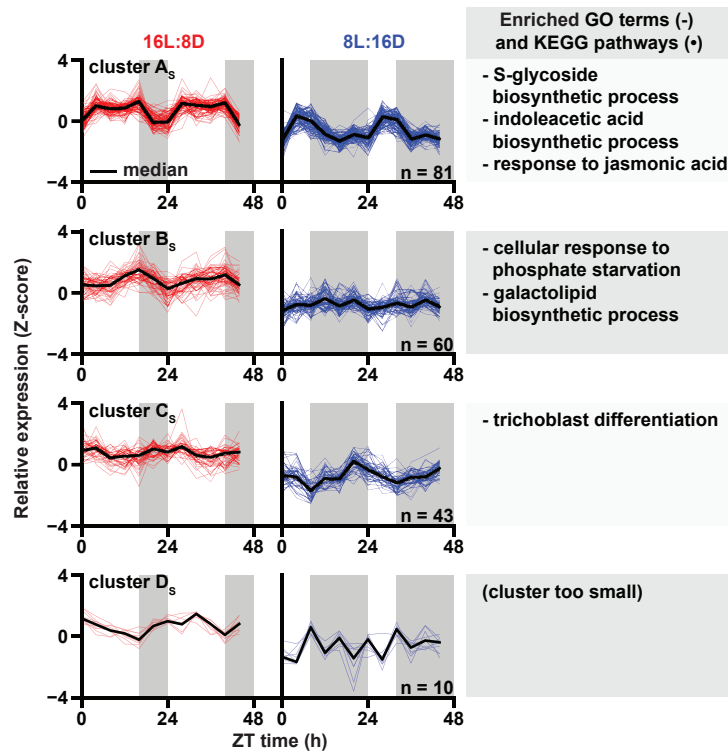 16L:8D
8L:16D
Enriched GO terms (-)
and KEGG pathways (•)
Relative expression (Z-score)
4
0
−4
cluster As
median
n = 81
0
24
48
0
24
48
- S-glycoside
biosynthetic process
- indoleacetic acid
biosynthetic process
- response to jasmonic acid
4
0
−4
cluster Bs
n = 60
0
24
48
0
24
48
- cellular response to
phosphate starvation
- galactolipid
biosynthetic process
4
0
−4
cluster Cs
n = 43
0
24
48
0
24
48
- trichoblast differentiation
4
0
−4
cluster Ds
n = 10
0
24
48
0
24
48
(cluster too small)
ZT time (h)